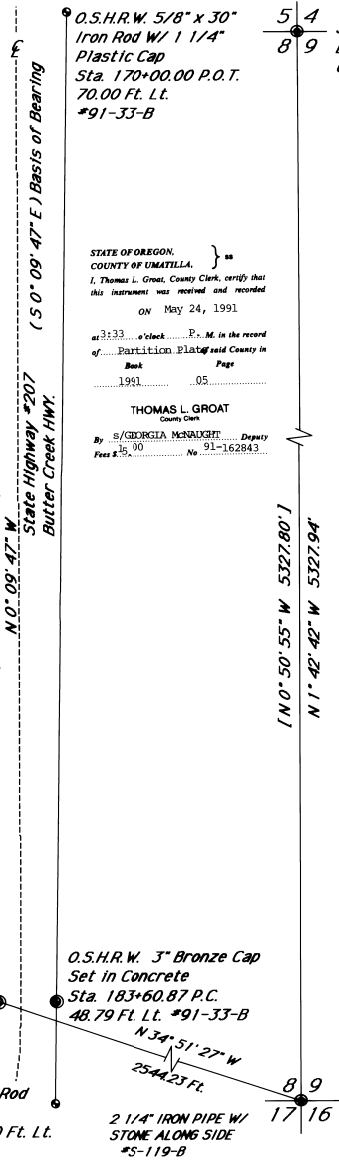 O.S.H.R.W. 5/8" x 30"
Iron Rod W/ 1 1/4"
Plastic Cap
Sta. 170+00.00 P.O.T.
70.00 Ft. Lt.
#91-33-B
5 4
8 9
(S 0° 09' 47" E) Basis of Bearing
STATE OF OREGON,
COUNTY OF UMATILLA, } ss
I, Thomas L. Groat, County Clerk, certify that
this instrument was received and recorded
ON May 24, 1991
at 3:33 o'clock P. M. in the record
of Partition Plats of said County in
Book Page
1991 05
THOMAS L. GROAT
County Clerk
By S/GEORGIA McNAUGHT Deputy
Fees $ 15.00 No 91-162843
N 0° 09' 47" W
State Highway #207
Butter Creek HWY.
[N 0° 50' 55" W 5327.80']
N 1° 42' 42" W 5327.94'
O.S.H.R.W. 3" Bronze Cap
Set in Concrete
Sta. 183+60.87 P.C.
48.79 Ft. Lt. #91-33-B
N 34° 51' 27" W
2544.23 Ft.
Rod
Ft. Lt.
8 9
17 16
2 1/4" IRON PIPE W/
STONE ALONG SIDE
#S-119-B